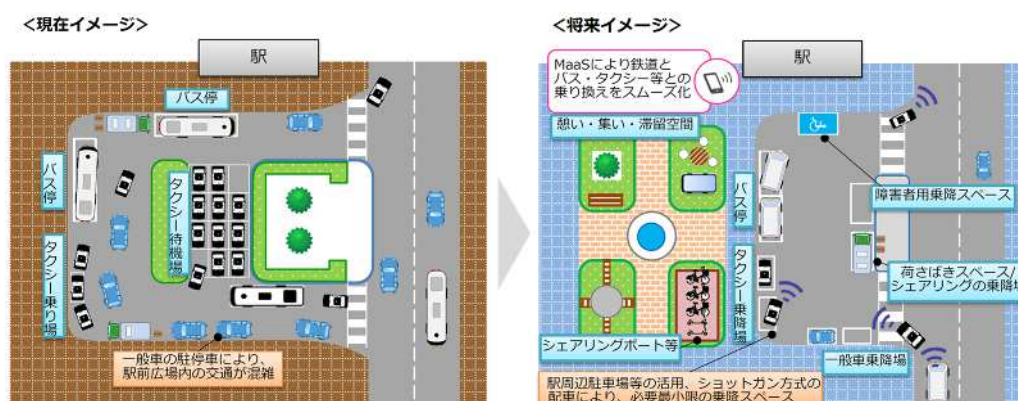 ＜現在イメージ＞
駅
バス停
バス停
タクシー待機場
タクシー乗り場
一般車の駐停車により、
駅前広場内の交通が混雑
＜将来イメージ＞
駅
MaaSにより鉄道と
バス・タクシー等との
乗り換えをスムーズ化
憩い・集い・滞留空間
バス停
障害者用乗降スペース
タクシー乗降場
荷さばきスペース/
シェアリングの乗降場
シェアリングポート等
一般車乗降場
駅周辺駐車場等の活用、ショットガン方式の
配車により、必要最小限の乗降スペース